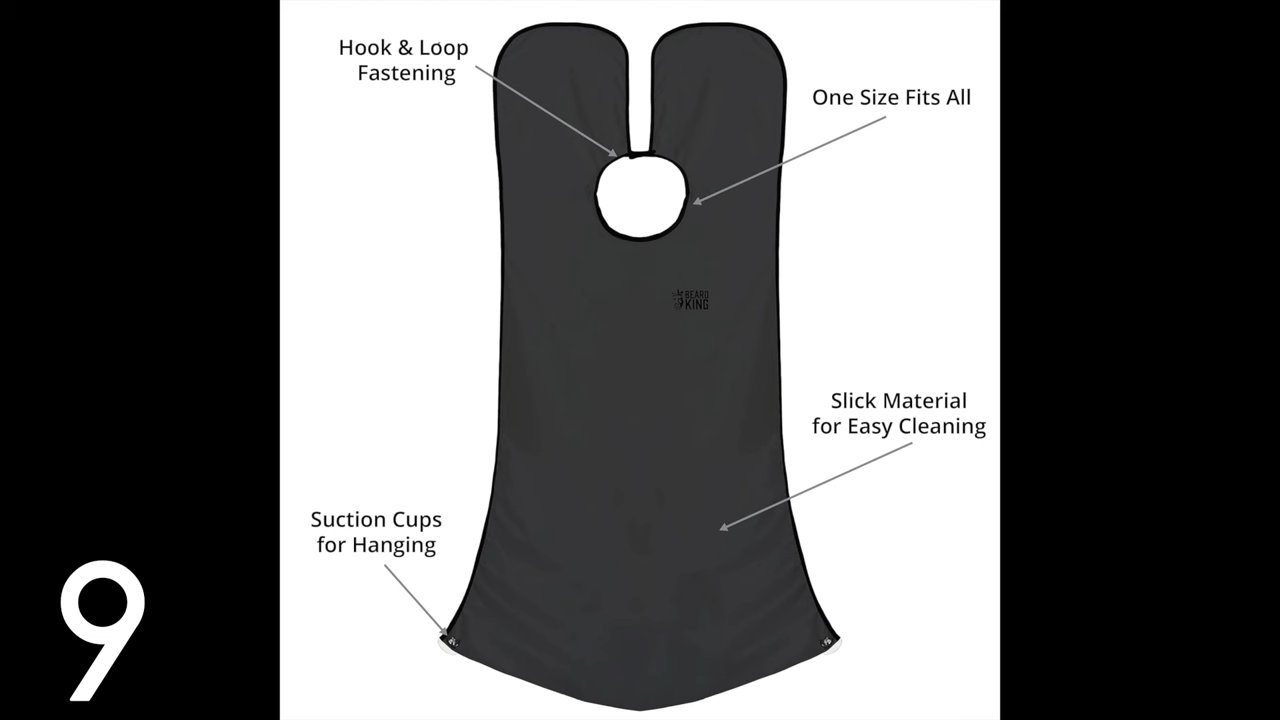 Hook & Loop
Fastening
One Size Fits All
BEARD
KING
Slick Material
for Easy Cleaning
Suction Cups
for Hanging
9